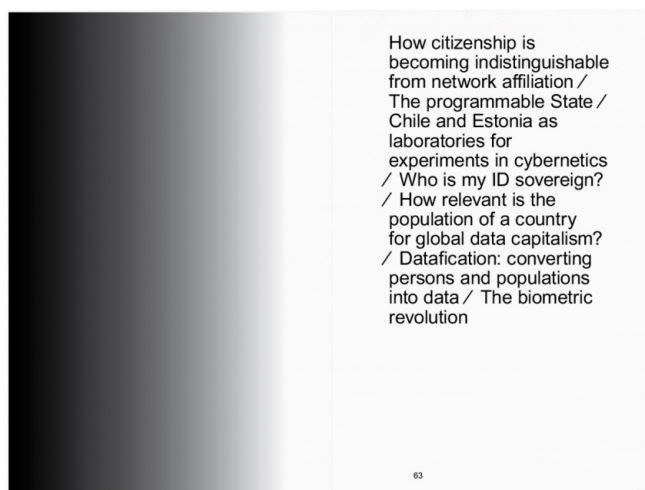 How citizenship is
becoming indistinguishable
from network affiliation /
The programmable State /
Chile and Estonia as
laboratories for
experiments in cybernetics
/ Who is my ID sovereign?
/ How relevant is the
population of a country
for global data capitalism?
/ Datafication: converting
persons and populations
into data / The biometric
revolution
63